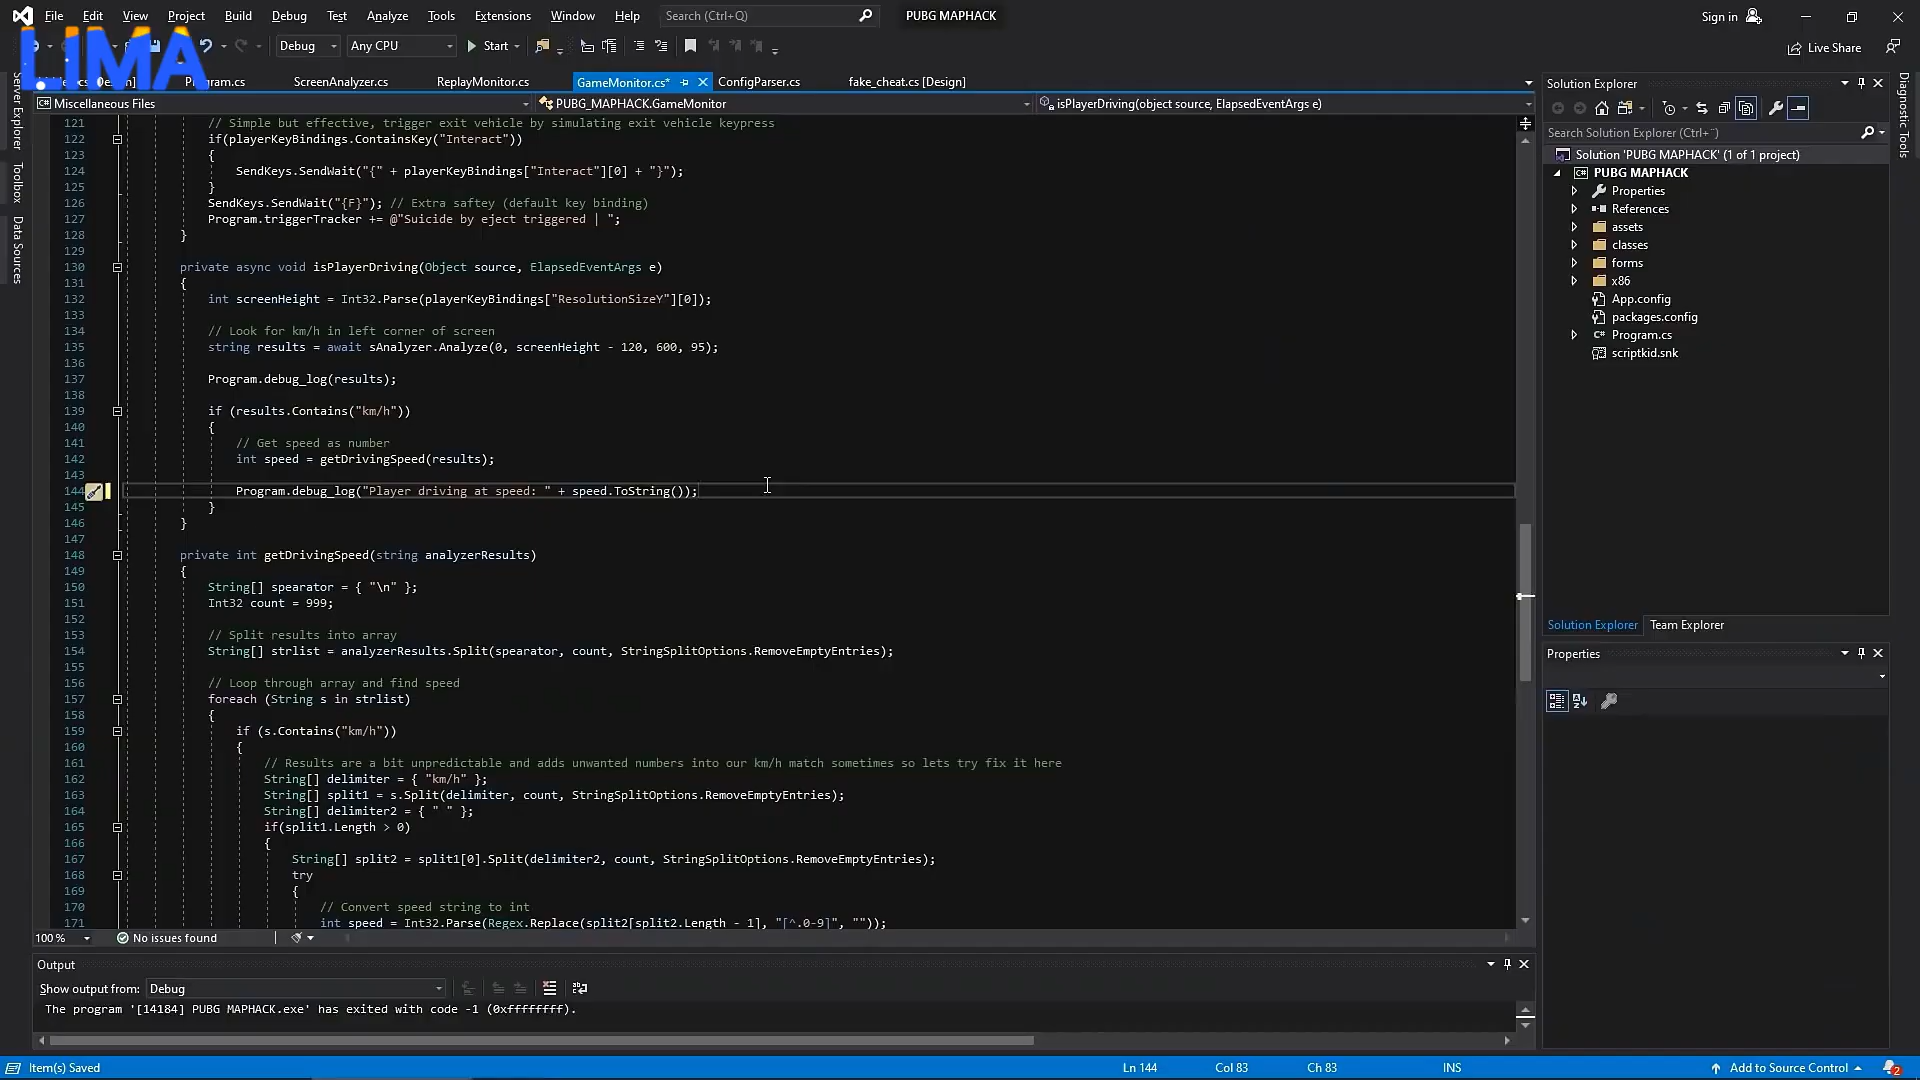 File Edit View Project Build Debug Test Analyze Tools Extensions Window Help Search (Ctrl+Q) PUBG MAPHACK Sign in
LIMA
Debug Any CPU Start Live Share
Program.cs ScreenAnalyzer.cs ReplayMonitor.cs GameMonitor.cs* ConfigParser.cs fake_cheat.cs [Design]
Miscellaneous Files PUBG_MAPHACK.GameMonitor isPlayerDriving(object source, ElapsedEventArgs e)
Server Explorer
Toolbox
Data Sources
121 // Simple but effective, trigger exit vehicle by simulating exit vehicle keypress
122 if(playerKeyBindings.ContainsKey("Interact"))
123 {
124 SendKeys.SendWait("{" + playerKeyBindings["Interact"][0] + "}");
125 }
126 SendKeys.SendWait("{F}"); // Extra saftey (default key binding)
127 Program.triggerTracker += @"Suicide by eject triggered | ";
128 }
129
130 private async void isPlayerDriving(Object source, ElapsedEventArgs e)
131 {
132 int screenHeight = Int32.Parse(playerKeyBindings["ResolutionSizeY"][0]);
133
134 // Look for km/h in left corner of screen
135 string results = await sAnalyzer.Analyze(0, screenHeight - 120, 600, 95);
136
137 Program.debug_log(results);
138
139 if (results.Contains("km/h"))
140 {
141 // Get speed as number
142 int speed = getDrivingSpeed(results);
143
144 Program.debug_log("Player driving at speed: " + speed.ToString());
145 }
146 }
147
148 private int getDrivingSpeed(string analyzerResults)
149 {
150 String[] spearator = { "\n" };
151 Int32 count = 999;
152
153 // Split results into array
154 String[] strlist = analyzerResults.Split(spearator, count, StringSplitOptions.RemoveEmptyEntries);
155
156 // Loop through array and find speed
157 foreach (String s in strlist)
158 {
159 if (s.Contains("km/h"))
160 {
161 // Results are a bit unpredictable and adds unwanted numbers into our km/h match sometimes so lets try fix it here
162 String[] delimiter = { "km/h" };
163 String[] split1 = s.Split(delimiter, count, StringSplitOptions.RemoveEmptyEntries);
164 String[] delimiter2 = { " " };
165 if(split1.Length > 0)
166 {
167 String[] split2 = split1[0].Split(delimiter2, count, StringSplitOptions.RemoveEmptyEntries);
168 try
169 {
170 // Convert speed string to int
171 int speed = Int32.Parse(Regex.Replace(split2[split2.Length - 1], "[^.0-9]", ""));
100 % No issues found
Output
Show output from: Debug
The program '[14184] PUBG MAPHACK.exe' has exited with code -1 (0xffffffff).
Solution Explorer
Search Solution Explorer (Ctrl+¨)
Solution 'PUBG MAPHACK' (1 of 1 project)
PUBG MAPHACK
Properties
References
assets
classes
forms
x86
App.config
packages.config
Program.cs
scriptkid.snk
Solution Explorer Team Explorer
Properties
Diagnostic Tools
Item(s) Saved Ln 144 Col 83 Ch 83 INS Add to Source Control 2